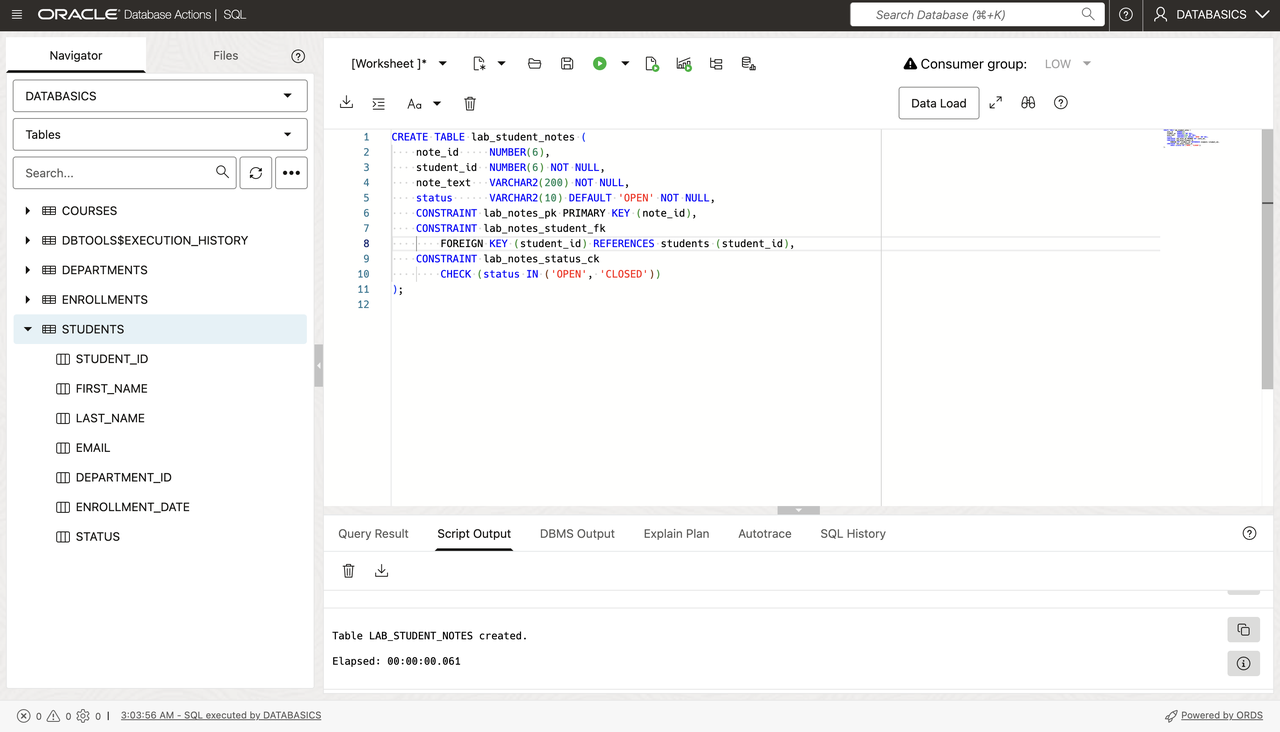 ORACLE Database Actions | SQL
Search Database (⌘+K)
DATABASICS
Navigator
Files
DATABASICS
Tables
Search...
COURSES
DBTOOLS$EXECUTION_HISTORY
DEPARTMENTS
ENROLLMENTS
STUDENTS
STUDENT_ID
FIRST_NAME
LAST_NAME
EMAIL
DEPARTMENT_ID
ENROLLMENT_DATE
STATUS
[Worksheet ]*
Consumer group: LOW
Aa
Data Load
1 CREATE TABLE lab_student_notes (
2     note_id     NUMBER(6),
3     student_id  NUMBER(6) NOT NULL,
4     note_text   VARCHAR2(200) NOT NULL,
5     status      VARCHAR2(10) DEFAULT 'OPEN' NOT NULL,
6     CONSTRAINT lab_notes_pk PRIMARY KEY (note_id),
7     CONSTRAINT lab_notes_student_fk
8         FOREIGN KEY (student_id) REFERENCES students (student_id),
9     CONSTRAINT lab_notes_status_ck
10         CHECK (status IN ('OPEN', 'CLOSED'))
11 );
12
Query Result
Script Output
DBMS Output
Explain Plan
Autotrace
SQL History
Table LAB_STUDENT_NOTES created.
Elapsed: 00:00:00.061
0 0 0 | 3:03:56 AM - SQL executed by DATABASICS
Powered by ORDS